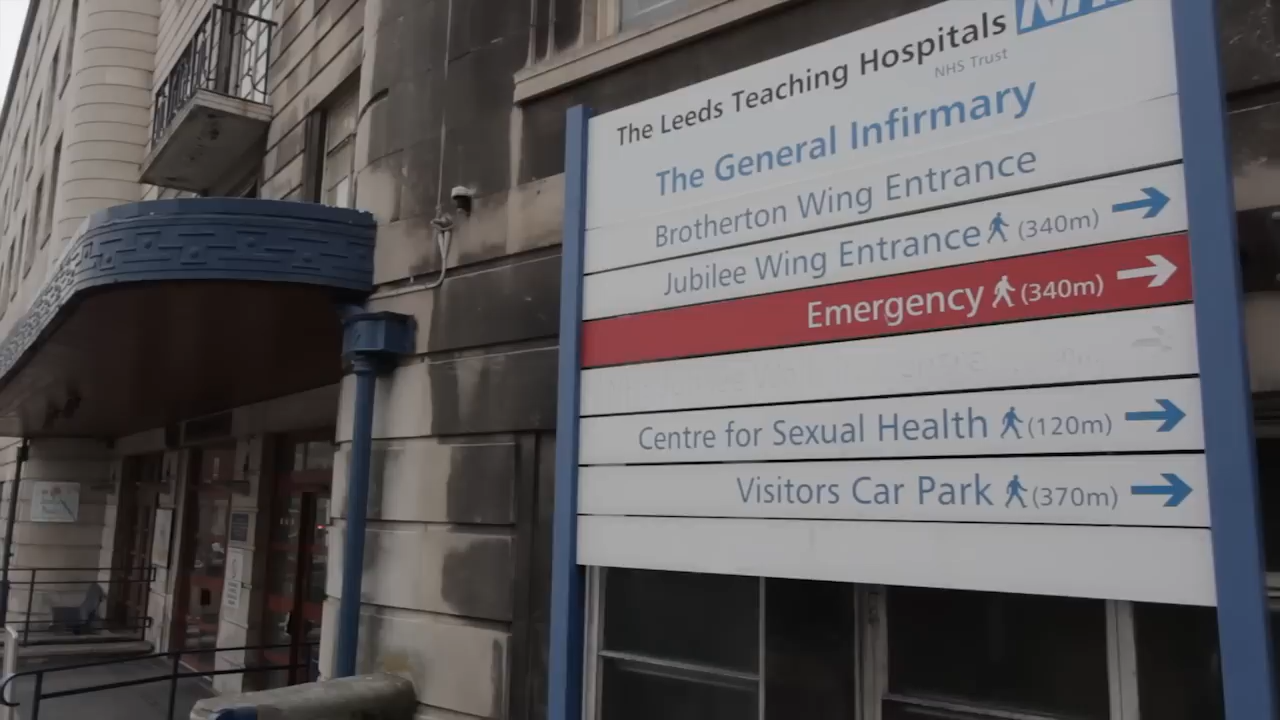 The Leeds Teaching Hospitals NHS
NHS Trust
The General Infirmary
Brotherton Wing Entrance
Jubilee Wing Entrance (340m)
Emergency (340m)
Centre for Sexual Health (120m)
Visitors Car Park (370m)